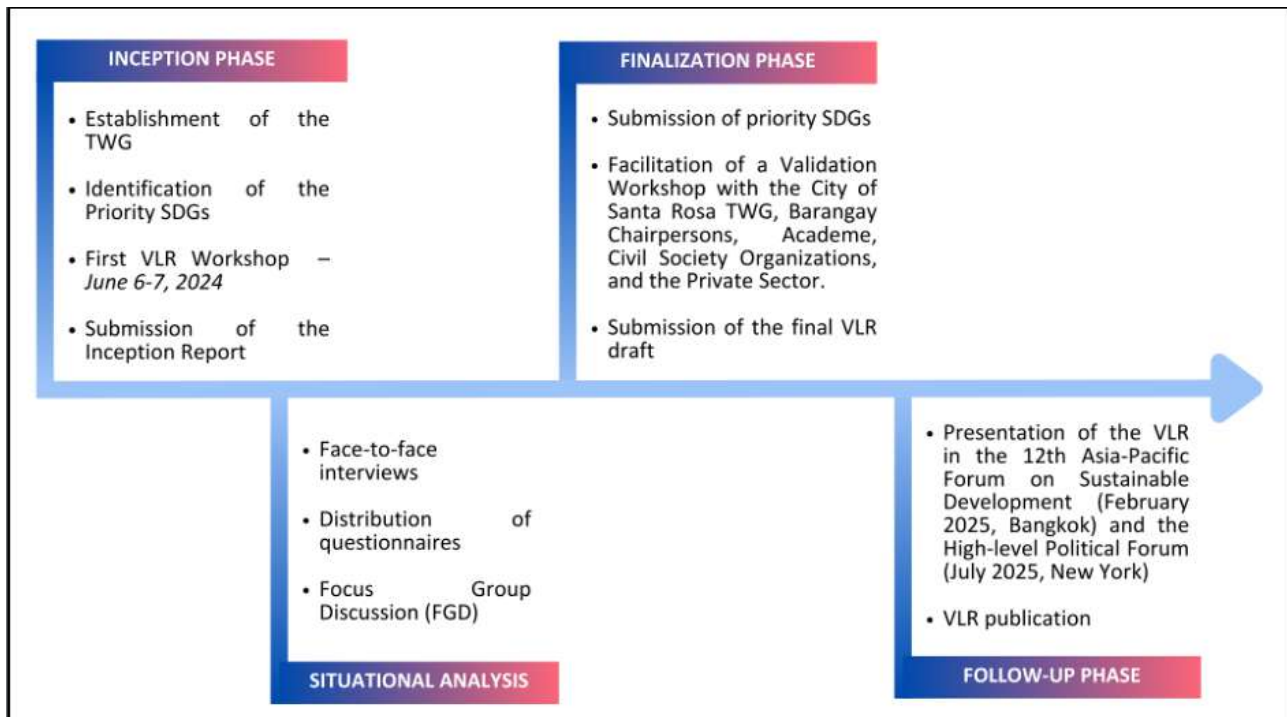 INCEPTION PHASE
• Establishment of the
TWG
• Identification of the
Priority SDGs
• First VLR Workshop –
June 6-7, 2024
• Submission of the
Inception Report
• Face-to-face
interviews
• Distribution of
questionnaires
• Focus Group
Discussion (FGD)
SITUATIONAL ANALYSIS
FINALIZATION PHASE
• Submission of priority SDGs
• Facilitation of a Validation
Workshop with the City of
Santa Rosa TWG, Barangay
Chairpersons, Academe,
Civil Society Organizations,
and the Private Sector.
• Submission of the final VLR
draft
• Presentation of the VLR
in the 12th Asia-Pacific
Forum on Sustainable
Development (February
2025, Bangkok) and the
High-level Political Forum
(July 2025, New York)
• VLR publication
FOLLOW-UP PHASE